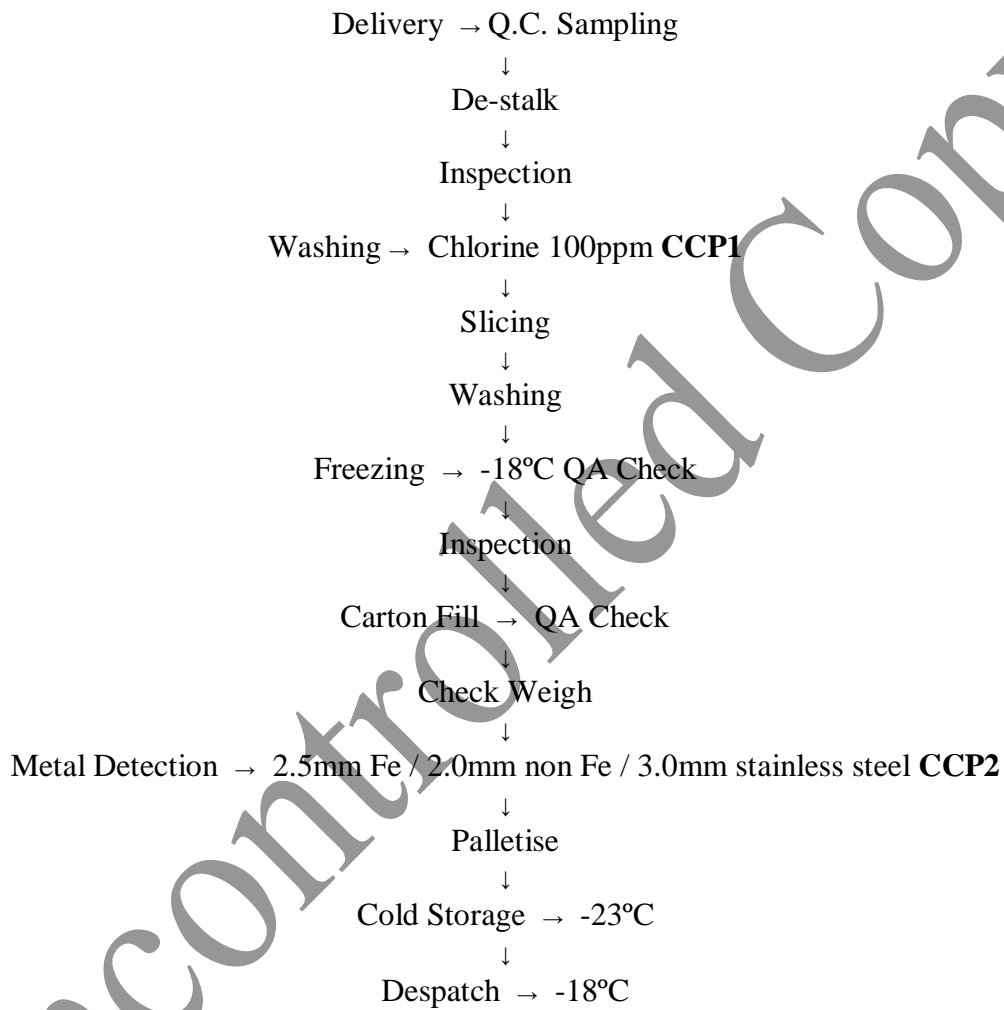 Delivery → Q.C. Sampling
↓
De-stalk
↓
Inspection
↓
Washing → Chlorine 100ppm CCP1
↓
Slicing
↓
Washing
↓
Freezing → -18ºC QA Check
↓
Inspection
↓
Carton Fill → QA Check
↓
Check Weigh
↓
Metal Detection → 2.5mm Fe / 2.0mm non Fe / 3.0mm stainless steel CCP2
↓
Palletise
↓
Cold Storage → -23ºC
↓
Despatch → -18ºC